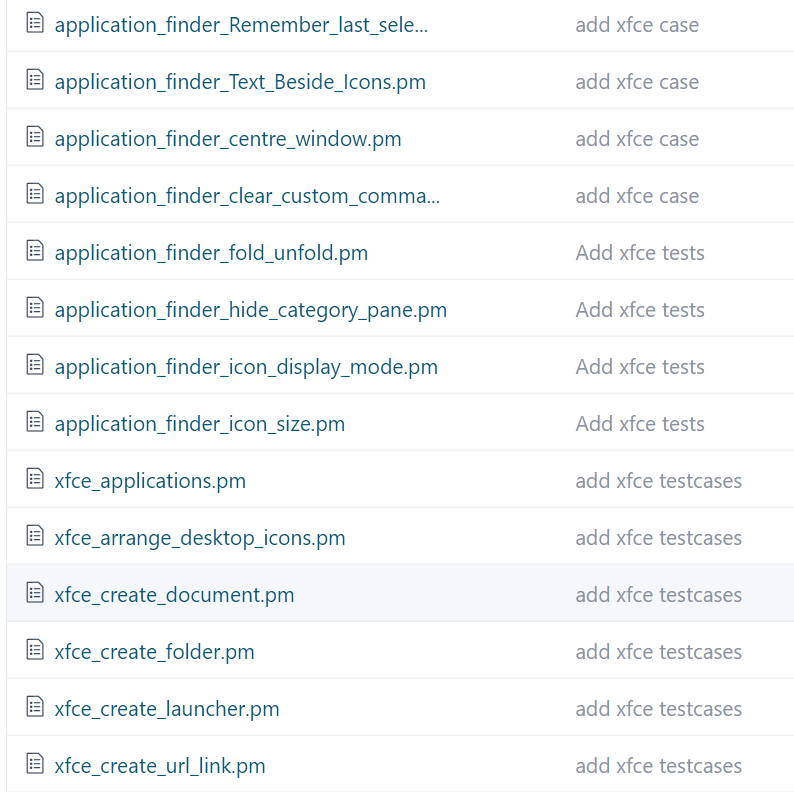 application_finder_Remember_last_sele... add xfce case
application_finder_Text_Beside_Icons.pm add xfce case
application_finder_centre_window.pm add xfce case
application_finder_clear_custom_comma... add xfce case
application_finder_fold_unfold.pm Add xfce tests
application_finder_hide_category_pane.pm Add xfce tests
application_finder_icon_display_mode.pm Add xfce tests
application_finder_icon_size.pm Add xfce tests
xfce_applications.pm add xfce testcases
xfce_arrange_desktop_icons.pm add xfce testcases
xfce_create_document.pm add xfce testcases
xfce_create_folder.pm add xfce testcases
xfce_create_launcher.pm add xfce testcases
xfce_create_url_link.pm add xfce testcases